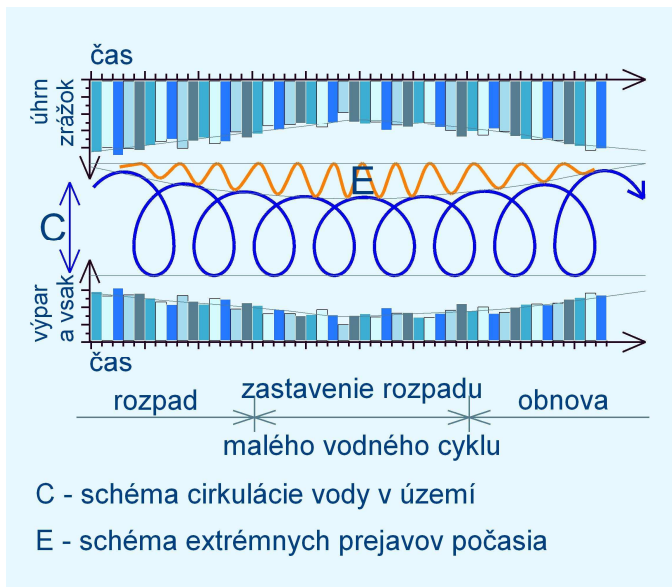 čas
úhrn
zrážok
E
C
výpar
a vsak
čas
zastavenie rozpadu
rozpad
obnova
malého vodného cyklu
C - schéma cirkulácie vody v území
E - schéma extrémnych prejavov počasia